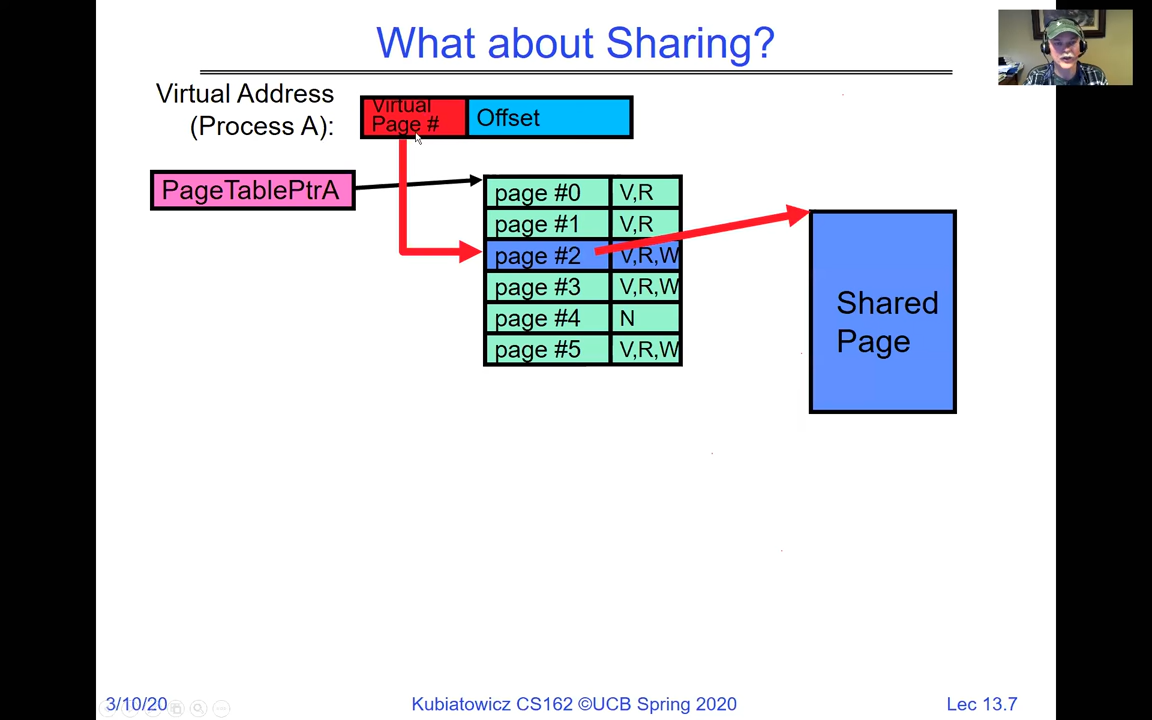 What about Sharing?
Virtual Address
(Process A):
Virtual
Page #
Offset
PageTablePtrA
page #0 V,R
page #1 V,R
page #2 V,R,W
page #3 V,R,W
page #4 N
page #5 V,R,W
Shared
Page
3/10/20
Kubiatowicz CS162 ©UCB Spring 2020
Lec 13.7